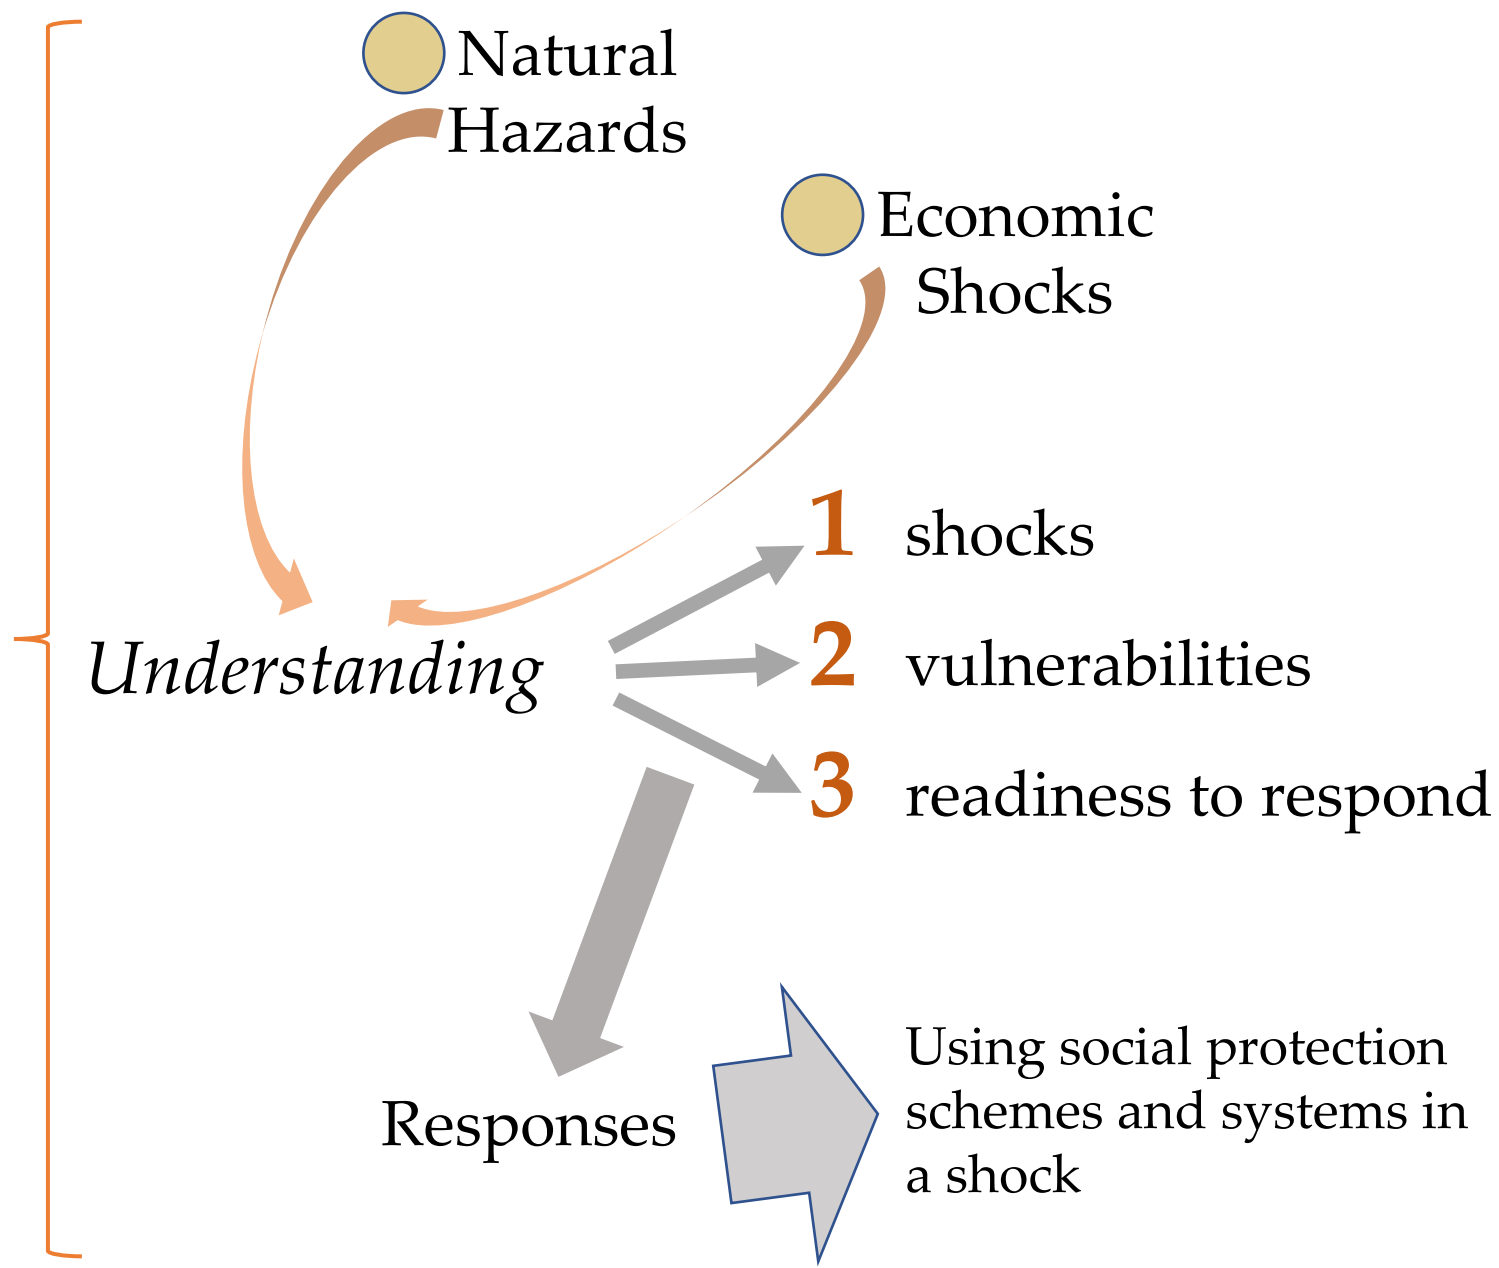 Natural
Hazards
Economic
Shocks
1 shocks
Understanding
2 vulnerabilities
3 readiness to respond
Responses
Using social protection
schemes and systems in
a shock